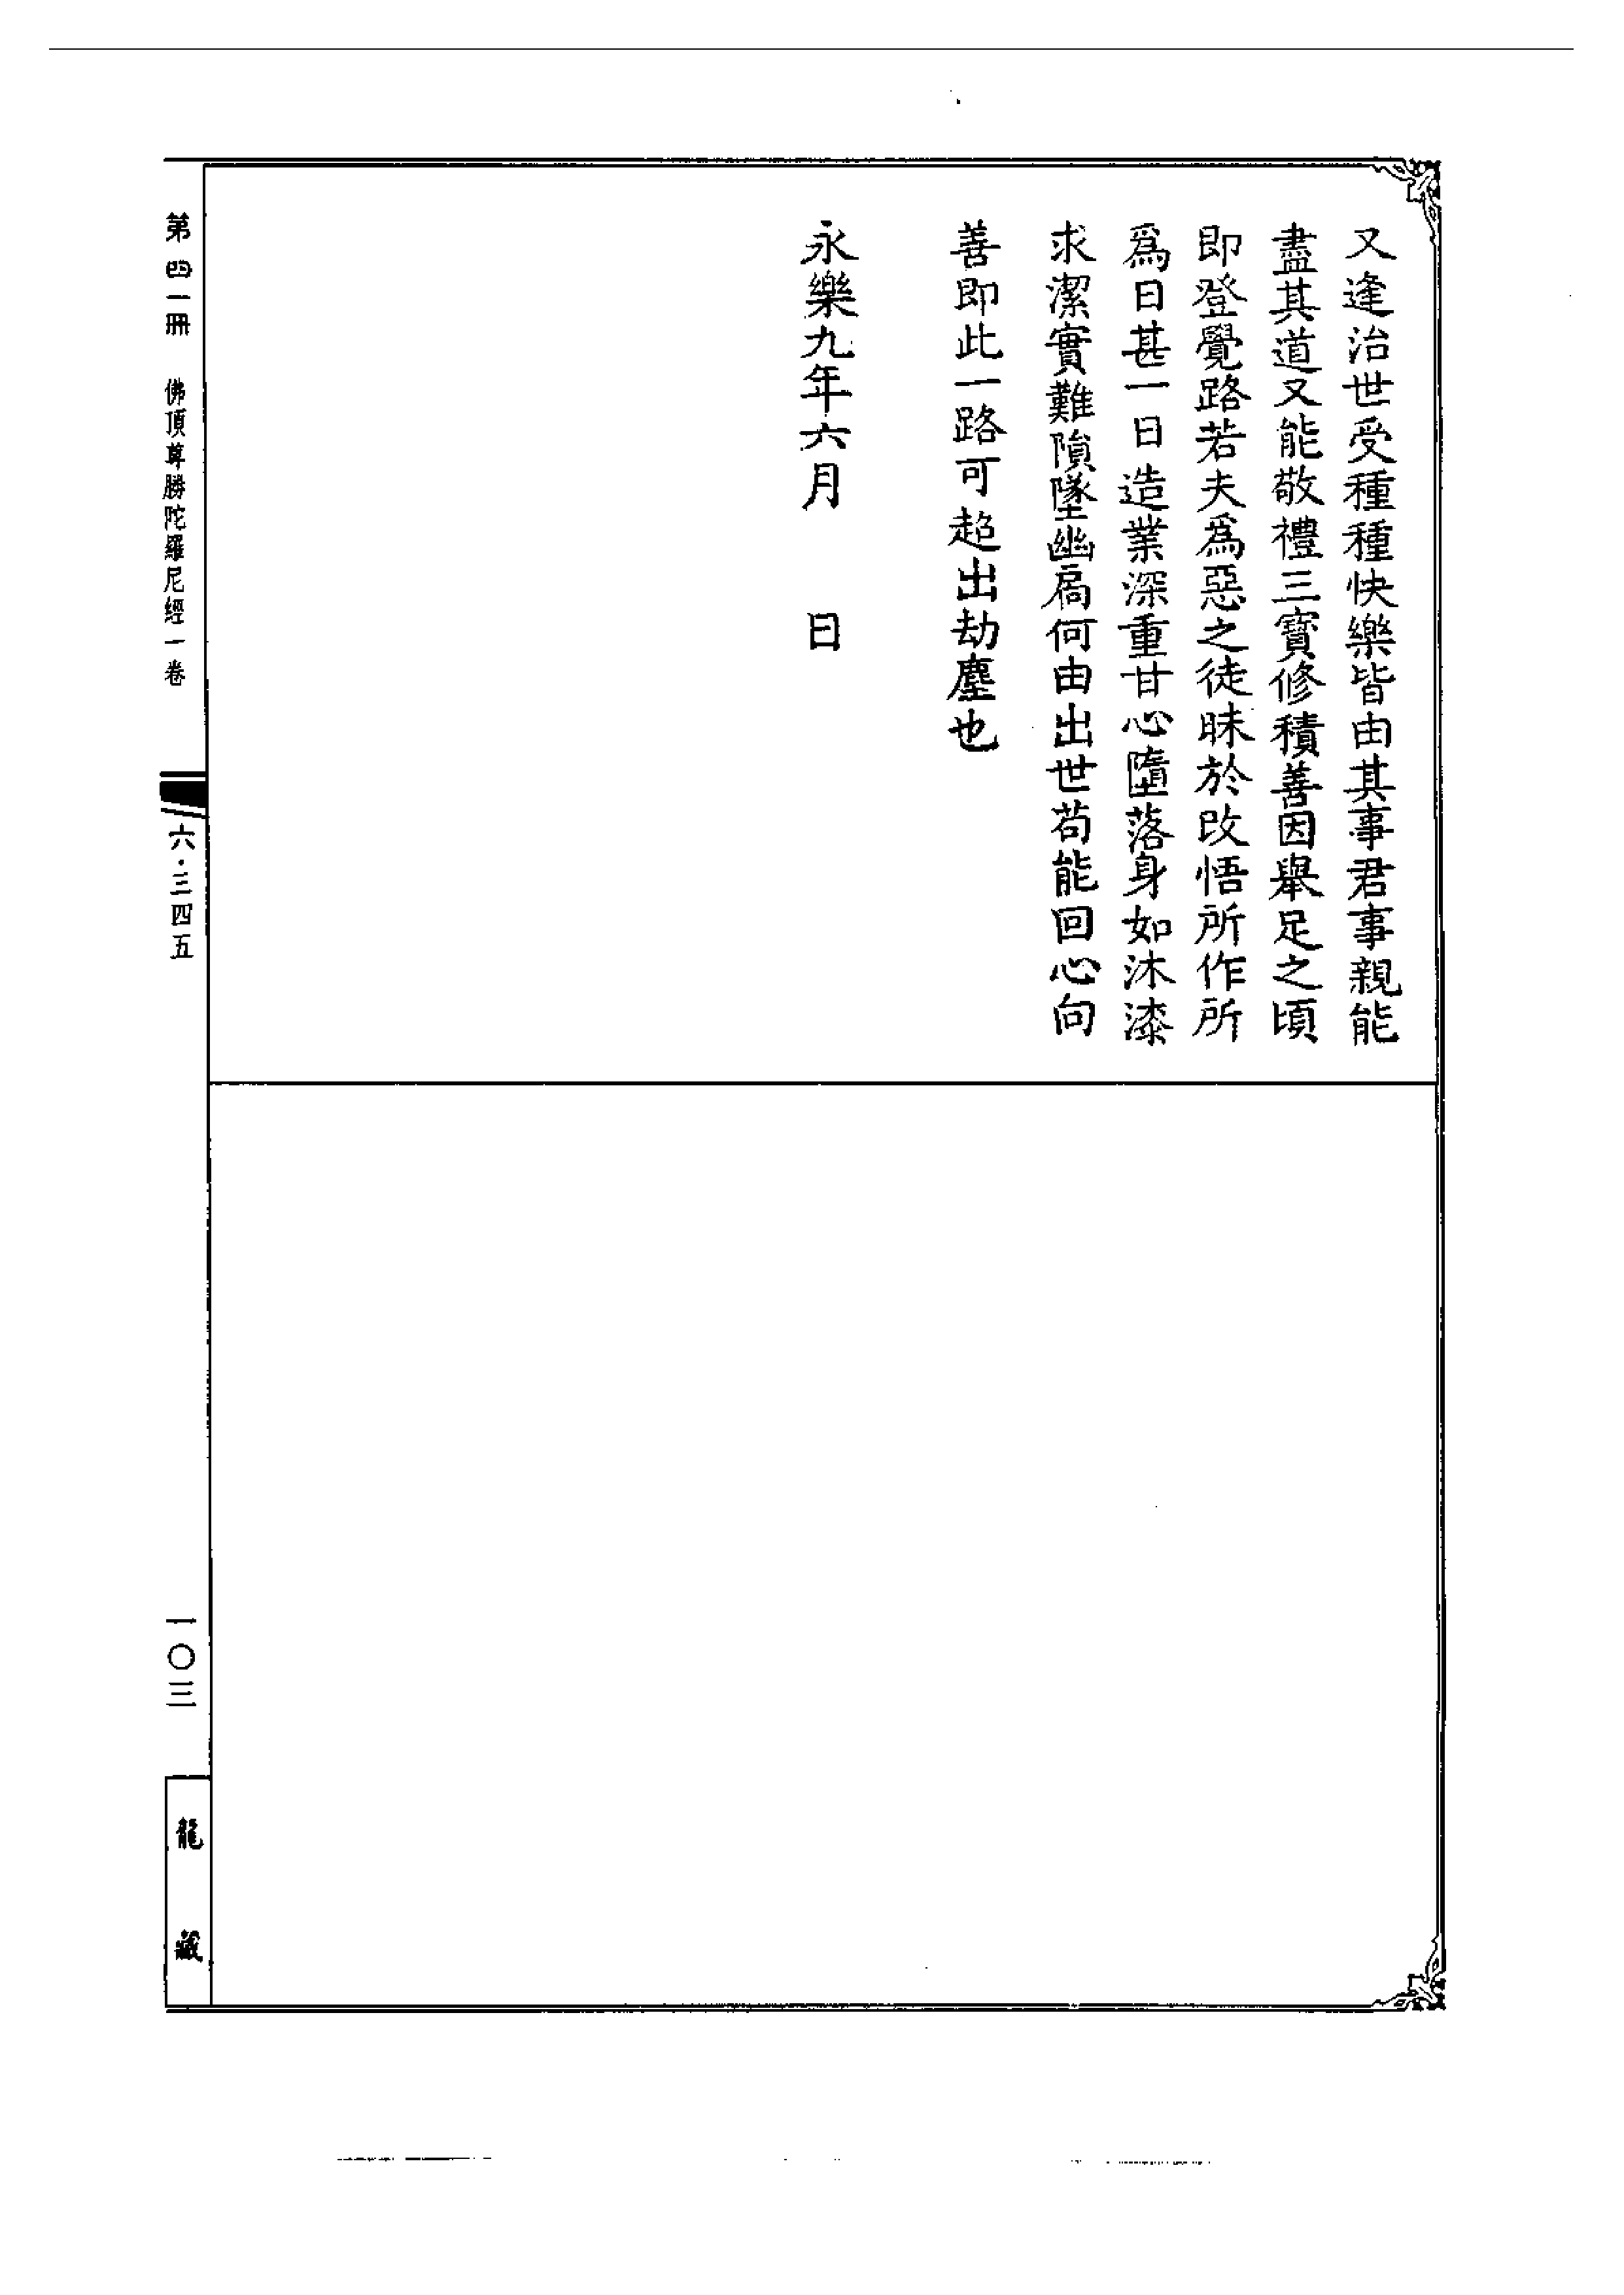 又逢治世受種種快樂皆由其事君事親能
盡其道又能敬禮三寶修積善因舉足之頃
即登覺路若夫為惡之徒昧於改悟所作所
為日甚一日造業深重甘心墮落身如沐漆
求潔實難隕墜幽扃何由出世苟能回心向
善即此一路可超出劫塵也
永樂九年六月 日
第四一冊 佛頂尊勝陀羅尼經一卷
六·三四五
一〇三
龍藏